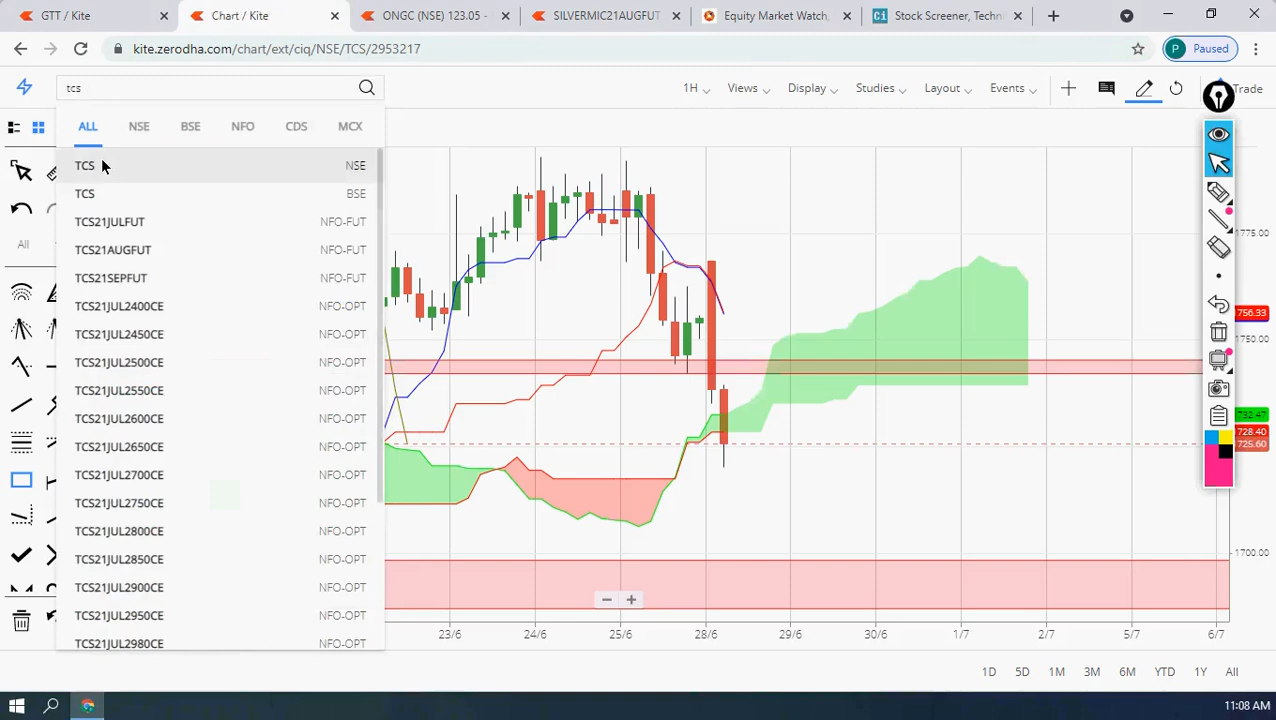 GTT / Kite
Chart / Kite
ONGC (NSE) 123.05 -
SILVERMIC21AUGFUT
Equity Market Watch,
Stock Screener, Techn
kite.zerodha.com/chart/ext/ciq/NSE/TCS/2953217
P Paused
tcs
1H
Views
Display
Studies
Layout
Events
Trade
ALL NSE BSE NFO CDS MCX
TCS NSE
TCS BSE
TCS21JULFUT NFO-FUT
TCS21AUGFUT NFO-FUT
TCS21SEPFUT NFO-FUT
TCS21JUL2400CE NFO-OPT
TCS21JUL2450CE NFO-OPT
TCS21JUL2500CE NFO-OPT
TCS21JUL2550CE NFO-OPT
TCS21JUL2600CE NFO-OPT
TCS21JUL2650CE NFO-OPT
TCS21JUL2700CE NFO-OPT
TCS21JUL2750CE NFO-OPT
TCS21JUL2800CE NFO-OPT
TCS21JUL2850CE NFO-OPT
TCS21JUL2900CE NFO-OPT
TCS21JUL2950CE NFO-OPT
TCS21JUL2980CE NFO-OPT
All
1775.00
1756.33
1750.00
1732.47
1728.40
1725.60
1700.00
23/6 24/6 25/6 28/6 29/6 30/6 1/7 2/7 5/7 6/7
1D 5D 1M 3M 6M YTD 1Y All
11:08 AM